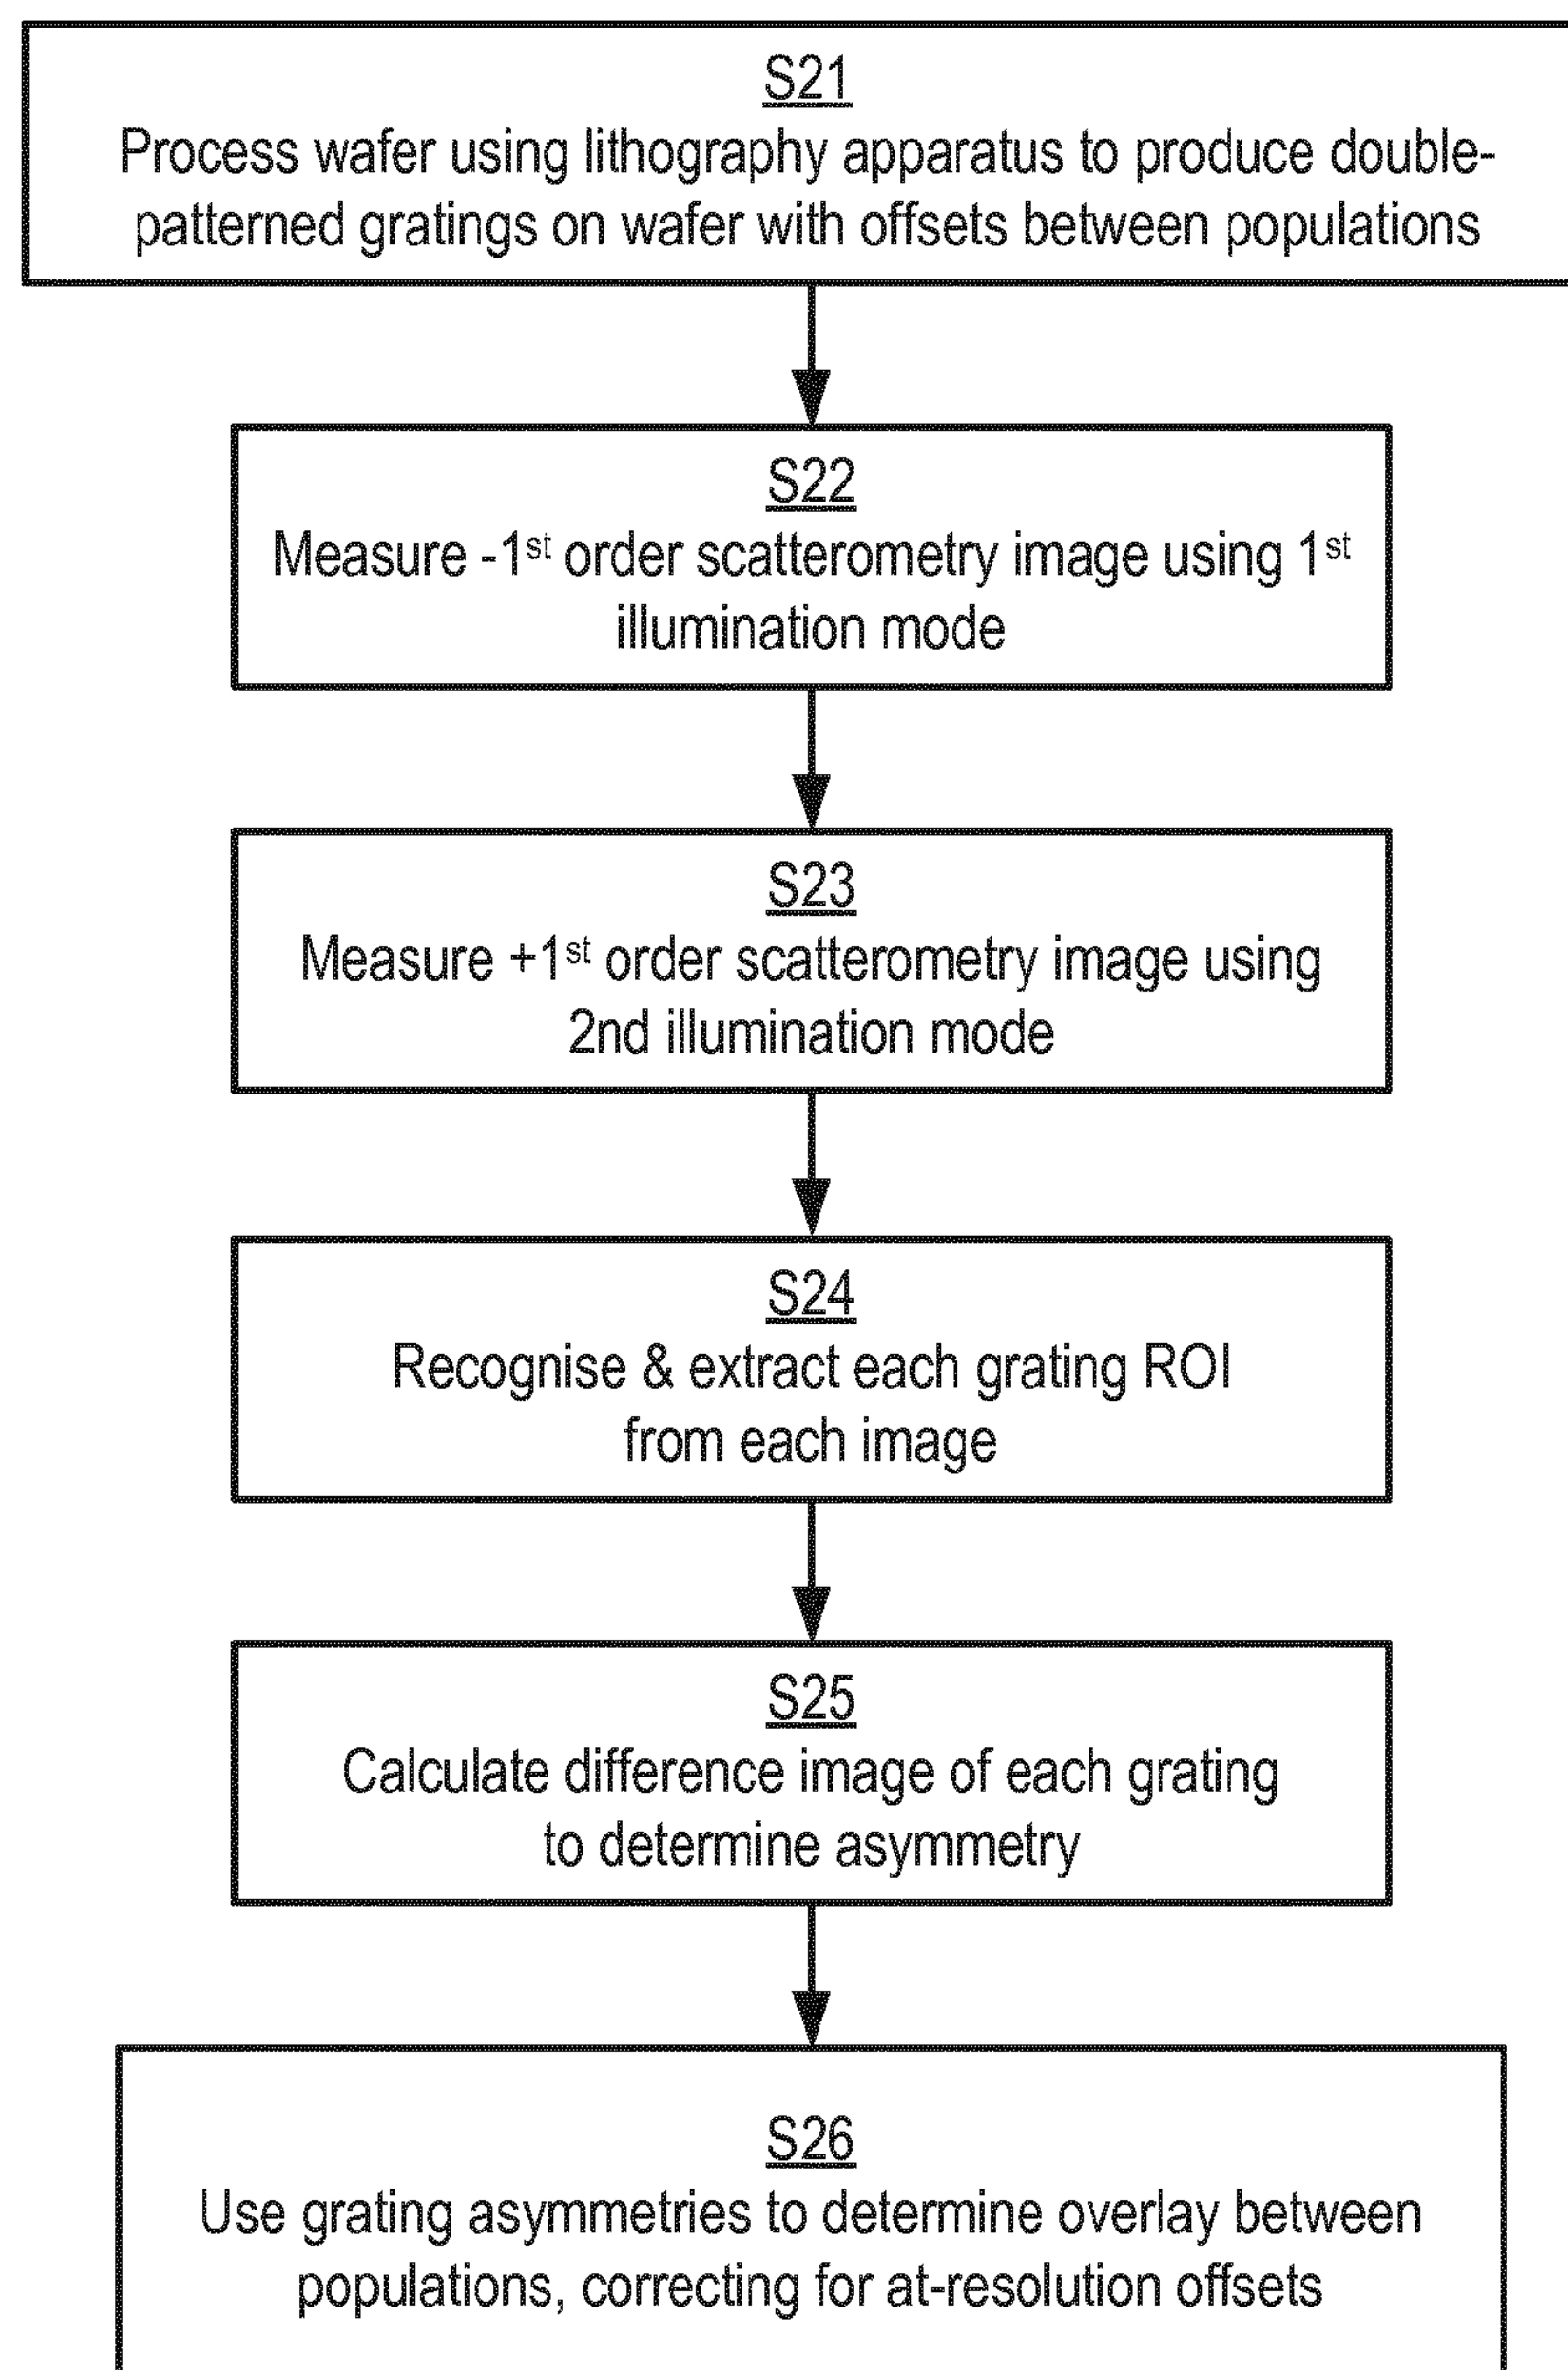 S21
Process wafer using lithography apparatus to produce double-
patterned gratings on wafer with offsets between populations
S22
Measure -1st order scatterometry image using 1st
illumination mode
S23
Measure +1st order scatterometry image using
2nd illumination mode
S24
Recognise & extract each grating ROI
from each image
S25
Calculate difference image of each grating
to determine asymmetry
S26
Use grating asymmetries to determine overlay between
populations, correcting for at-resolution offsets